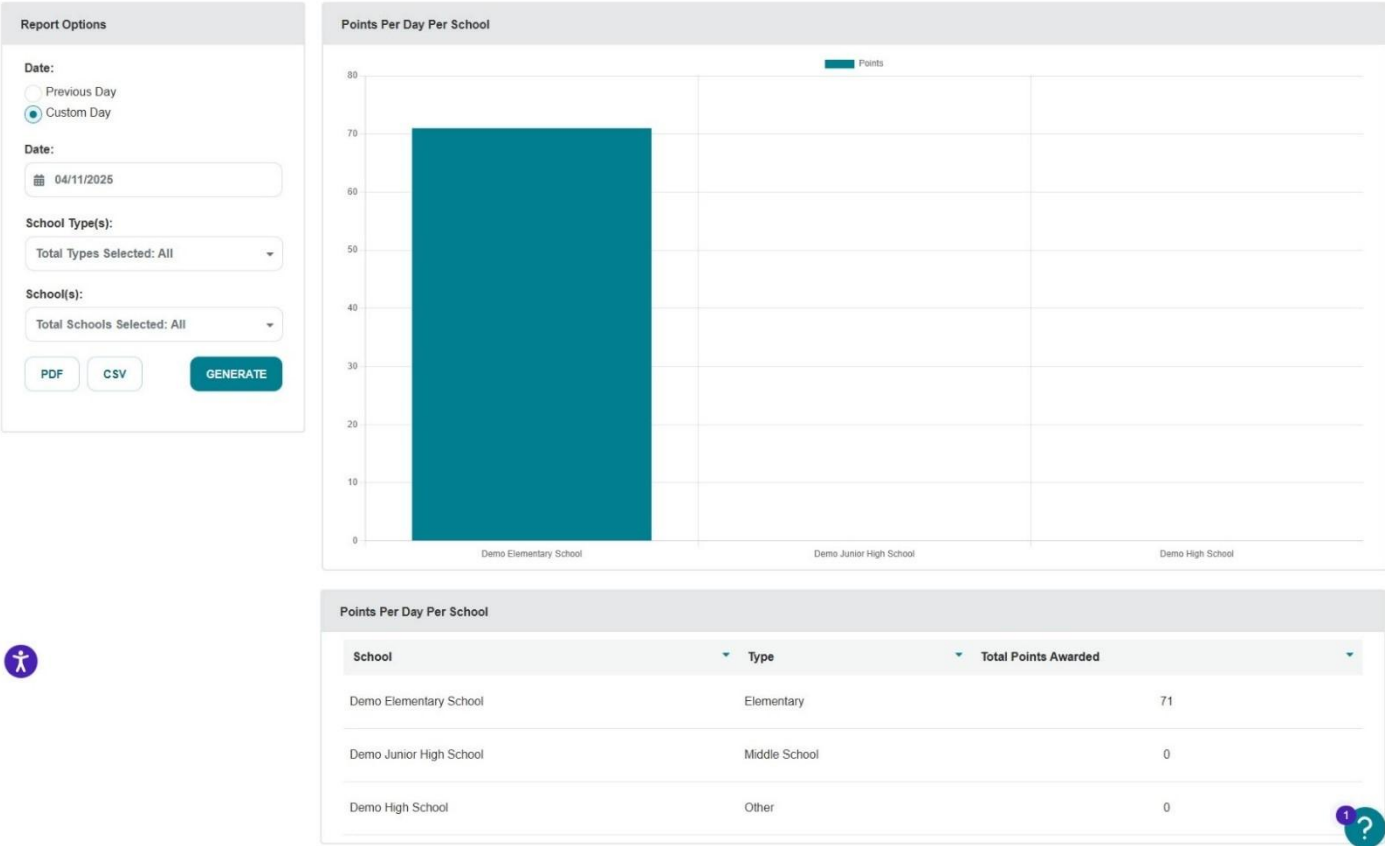 Report Options
Date:
Previous Day
Custom Day
Date:
04/11/2025
School Type(s):
Total Types Selected: All
School(s):
Total Schools Selected: All
PDF CSV GENERATE
Points Per Day Per School
Points
80
70
60
50
40
30
20
10
0
Demo Elementary School Demo Junior High School Demo High School
Points Per Day Per School
School Type Total Points Awarded
Demo Elementary School Elementary 71
Demo Junior High School Middle School 0
Demo High School Other 0
1
?